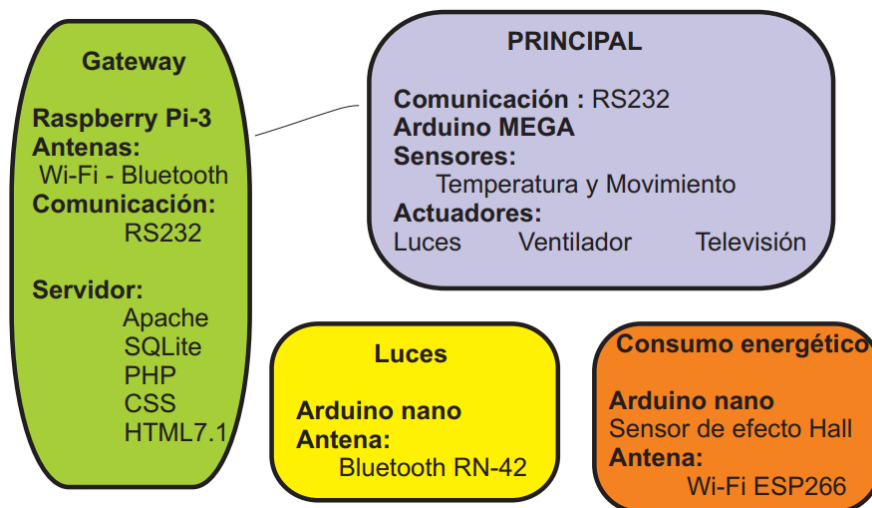 Gateway
Raspberry Pi-3
Antenas:
Wi-Fi - Bluetooth
Comunicación:
RS232
Servidor:
Apache
SQLite
PHP
CSS
HTML7.1
PRINCIPAL
Comunicación : RS232
Arduino MEGA
Sensores:
Temperatura y Movimiento
Actuadores:
Luces Ventilador Televisión
Luces
Arduino nano
Antena:
Bluetooth RN-42
Consumo energético
Arduino nano
Sensor de efecto Hall
Antena:
Wi-Fi ESP266